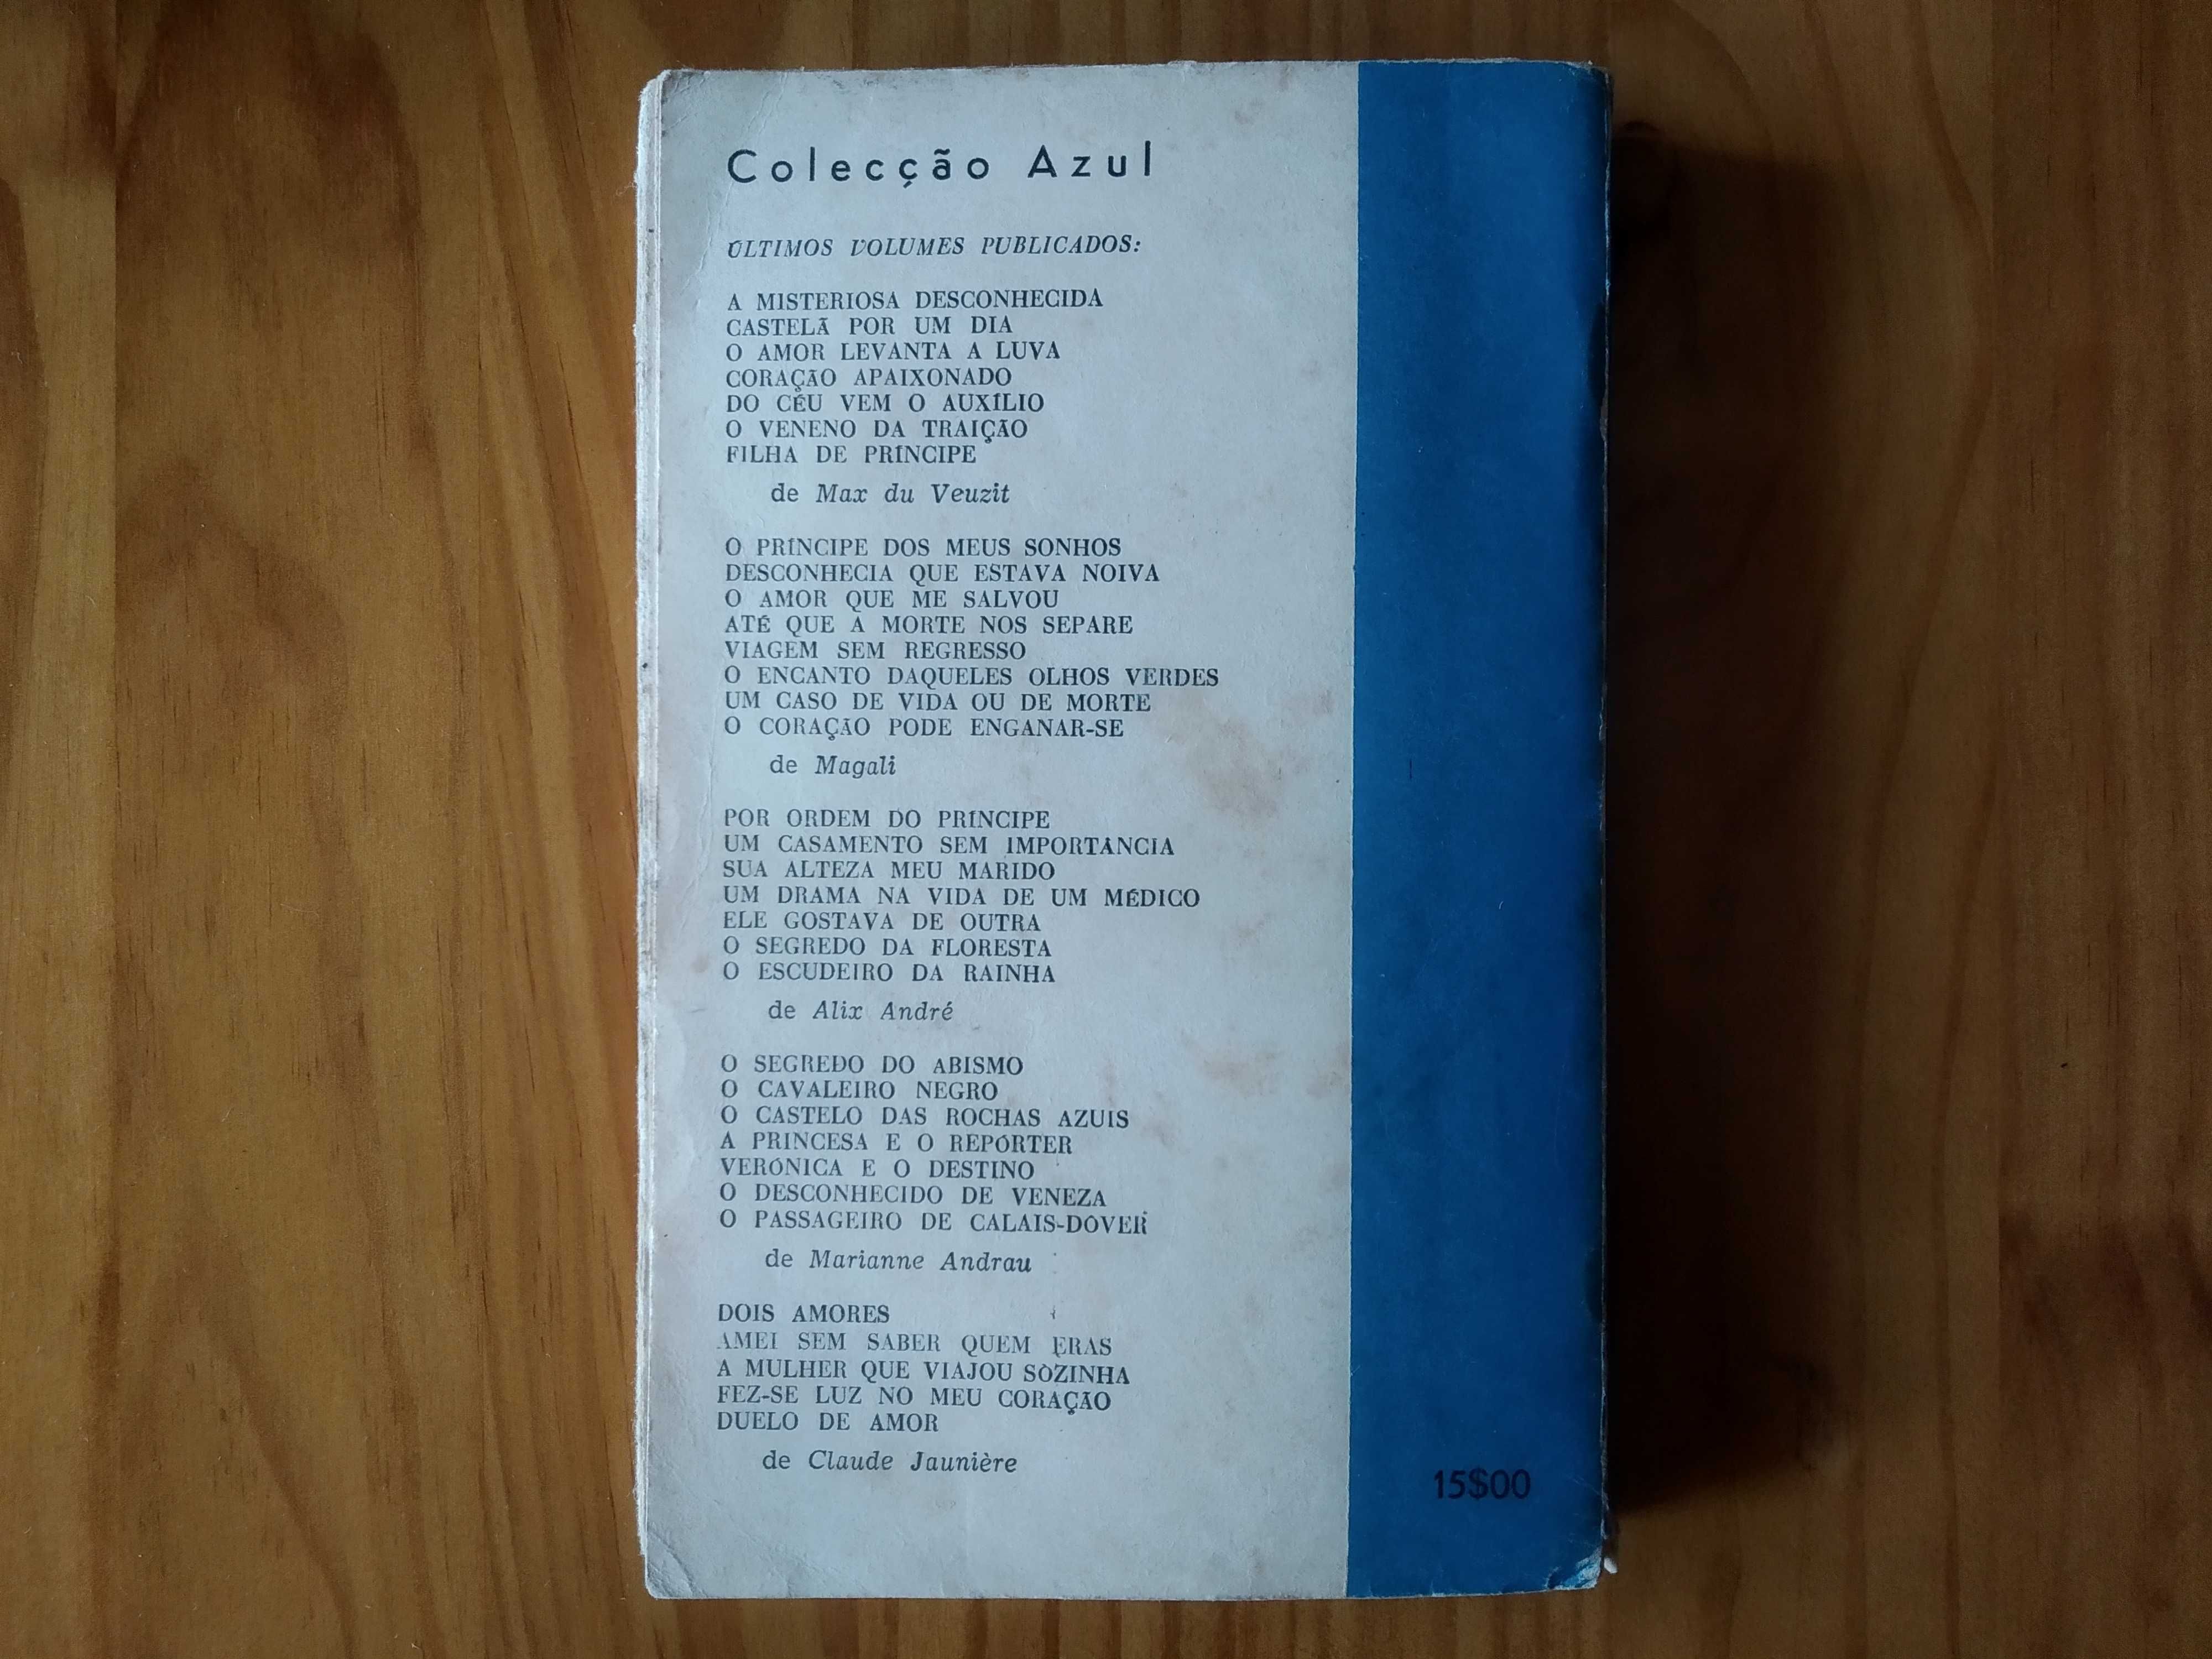 Colecção Azul
ÚLTIMOS VOLUMES PUBLICADOS:
A MISTERIOSA DESCONHECIDA
CASTELÃ POR UM DIA
O AMOR LEVANTA A LUVA
CORAÇÃO APAIXONADO
DO CÉU VEM O AUXÍLIO
O VENENO DA TRAIÇÃO
FILHA DE PRÍNCIPE
de Max du Veuzit
O PRÍNCIPE DOS MEUS SONHOS
DESCONHECIA QUE ESTAVA NOIVA
O AMOR QUE ME SALVOU
ATÉ QUE A MORTE NOS SEPARE
VIAGEM SEM REGRESSO
O ENCANTO DAQUELES OLHOS VERDES
UM CASO DE VIDA OU DE MORTE
O CORAÇÃO PODE ENGANAR-SE
de Magali
POR ORDEM DO PRÍNCIPE
UM CASAMENTO SEM IMPORTÂNCIA
SUA ALTEZA MEU MARIDO
UM DRAMA NA VIDA DE UM MÉDICO
ELE GOSTAVA DE OUTRA
O SEGREDO DA FLORESTA
O ESCUDEIRO DA RAINHA
de Alix André
O SEGREDO DO ABISMO
O CAVALEIRO NEGRO
O CASTELO DAS ROCHAS AZUIS
A PRINCESA E O REPÓRTER
VERÓNICA E O DESTINO
O DESCONHECIDO DE VENEZA
O PASSAGEIRO DE CALAIS-DÓVER
de Marianne Andrau
DOIS AMORES
AMEI SEM SABER QUEM ERAS
A MULHER QUE VIAJOU SÒZINHA
FEZ-SE LUZ NO MEU CORAÇÃO
DUELO DE AMOR
de Claude Jaunière
15$00